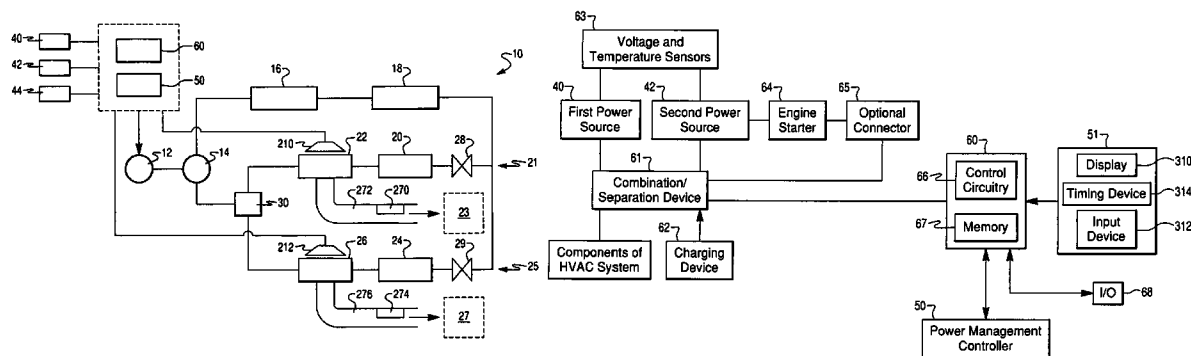 40
42
44
60
50
10
16
18
12
14
210
22
20
28
21
30
272
270
23
212
26
24
29
25
276
274
27
63
Voltage and
Temperature Sensors
40
First Power
Source
42
Second Power
Source
64
Engine
Starter
65
Optional
Connector
61
Combination/
Separation Device
Components of
HVAC System
62
Charging
Device
60
66
Control
Circuitry
67
Memory
51
Display
310
Timing Device
314
Input
Device
312
I/O
68
50
Power Management
Controller